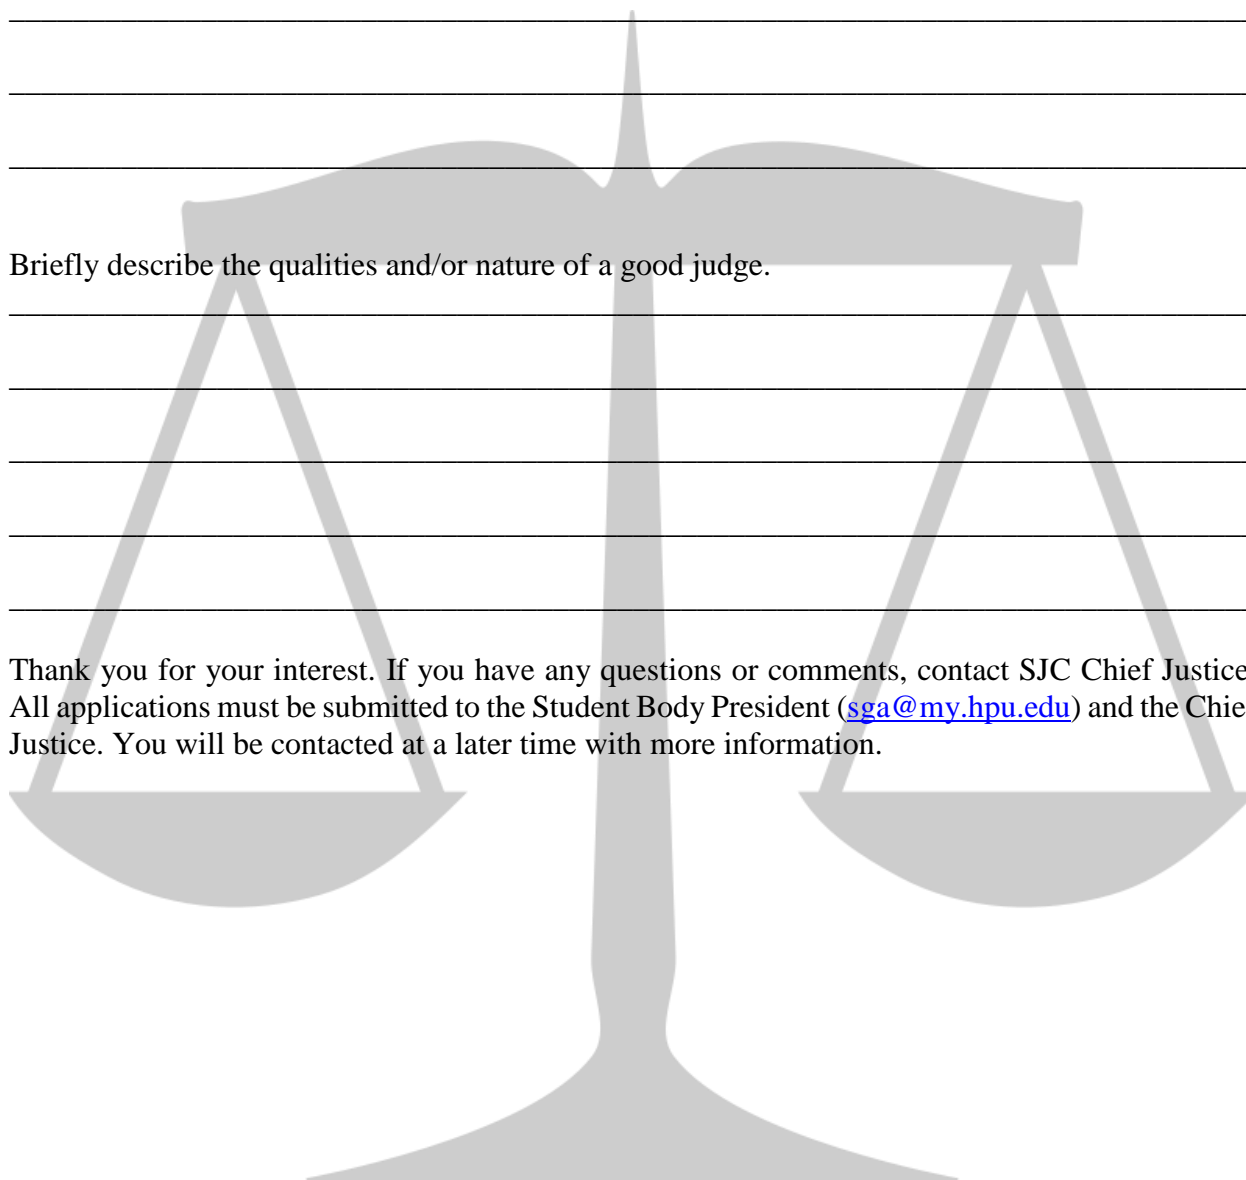 Briefly describe the qualities and/or nature of a good judge.
Thank you for your interest. If you have any questions or comments, contact SJC Chief Justice
All applications must be submitted to the Student Body President (sga@my.hpu.edu) and the Chie
Justice. You will be contacted at a later time with more information.